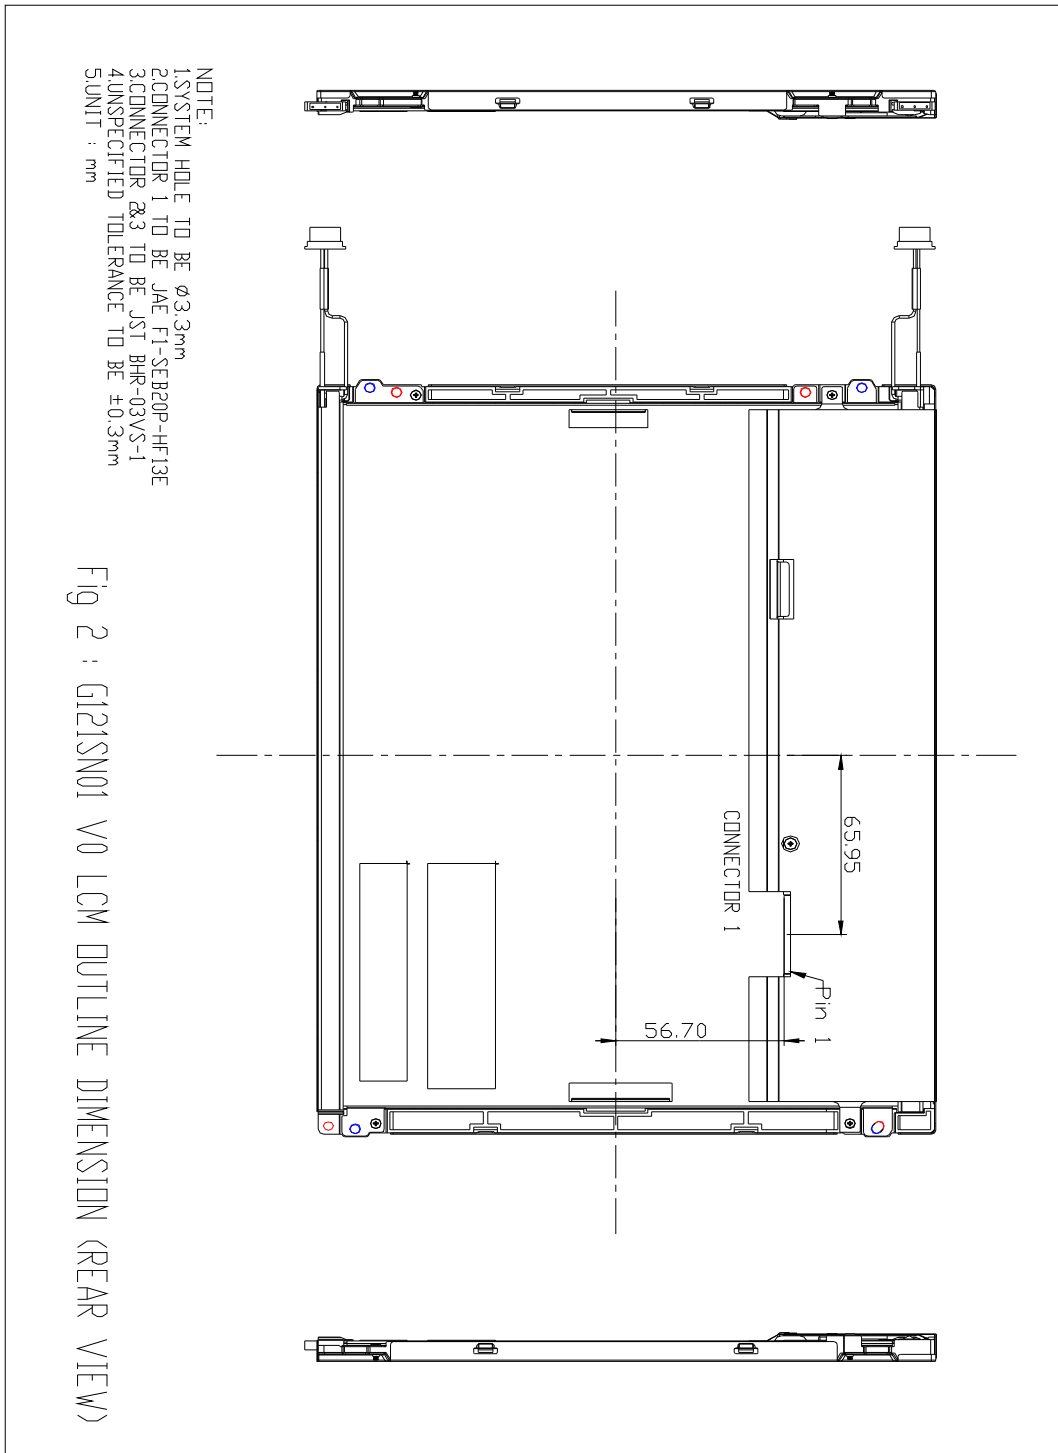 NOTE:
1.SYSTEM HOLE TO BE Ø3.3mm
2.CONNECTOR 1 TO BE JAE F1-SEB20P-HF13E
3.CONNECTOR 2&3 TO BE JST BHR-03VS-1
4.UNSPECIFIED TOLERANCE TO BE ±0.3mm
5.UNIT : mm
65.95
CONNECTOR 1
Pin 1
56.70
Fig 2 : G121SN01 V0 LCM OUTLINE DIMENSION (REAR VIEW)